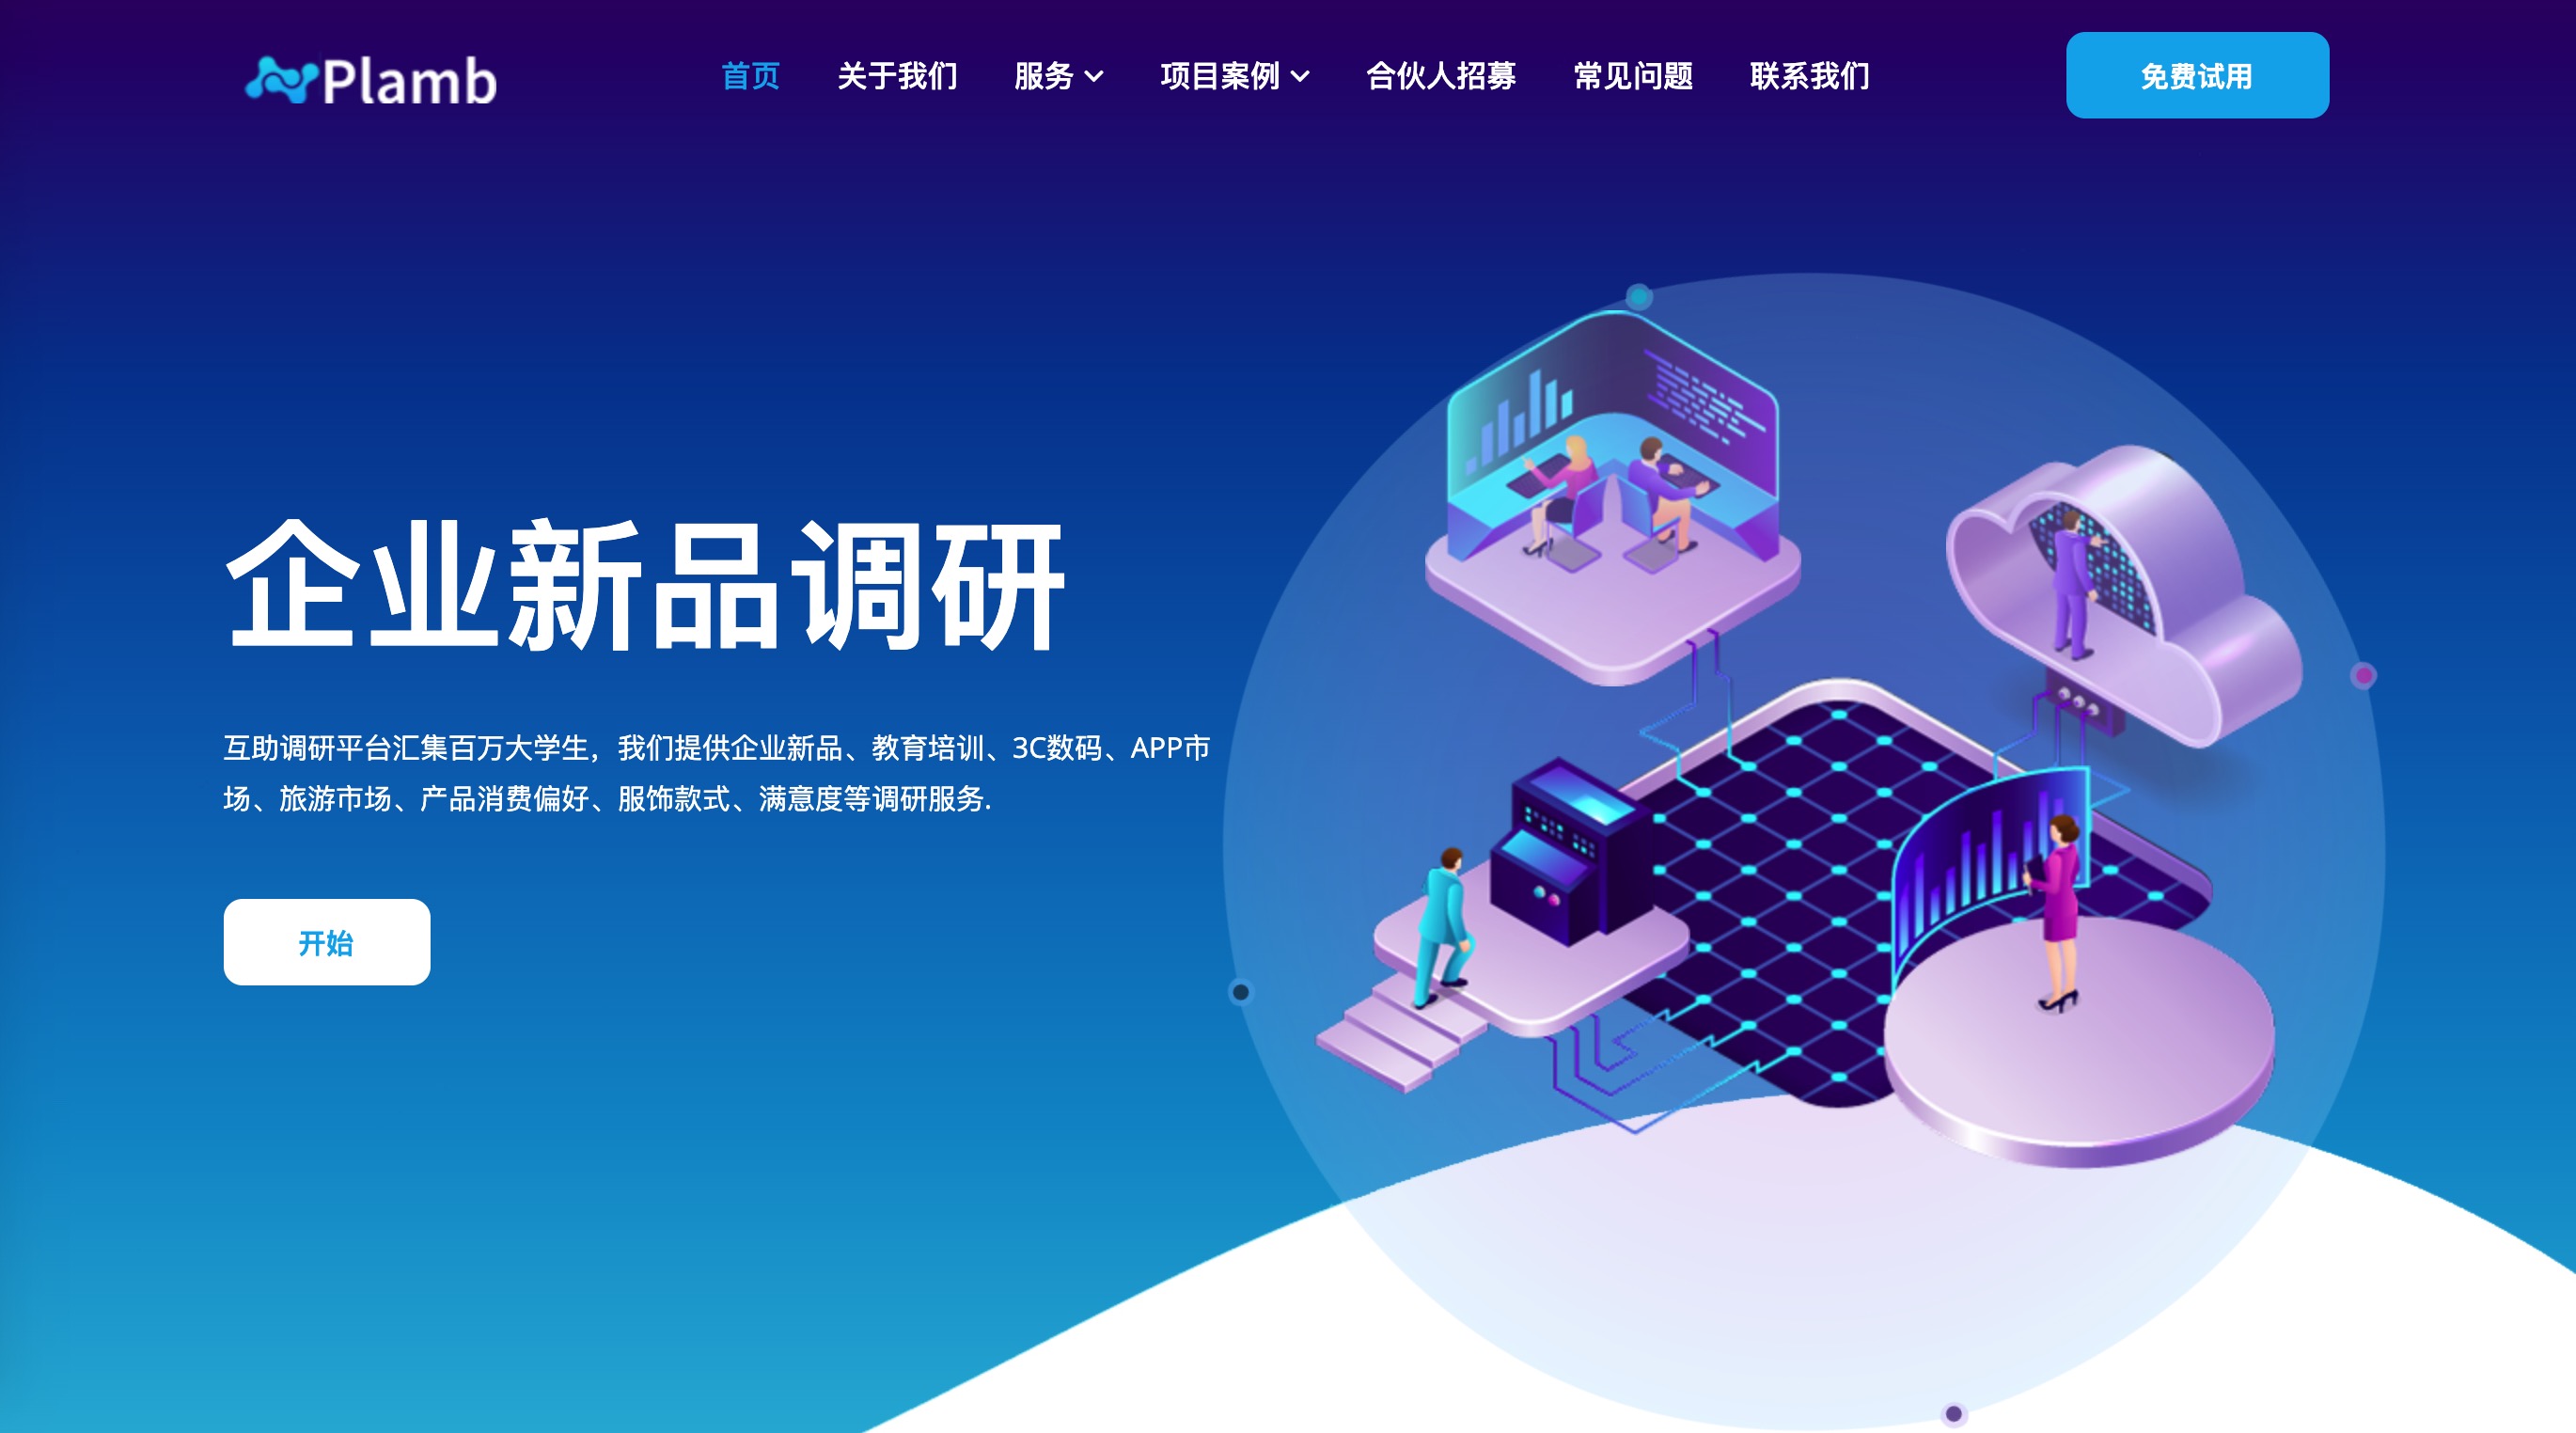 Plamb
首页 关于我们 服务 项目案例 合伙人招募 常见问题 联系我们
免费试用
企业新品调研
互助调研平台汇集百万大学生，我们提供企业新品、教育培训、3C数码、APP市
场、旅游市场、产品消费偏好、服饰款式、满意度等调研服务.
开始